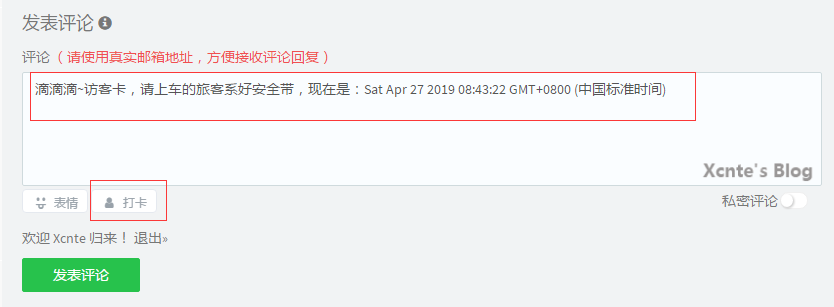 发表评论
评论 （ 请使用真实邮箱地址，方便接收评论回复 ）
滴滴滴~访客卡，请上车的旅客系好安全带，现在是：Sat Apr 27 2019 08:43:22 GMT+0800 (中国标准时间)
Xcnte's Blog
表情 打卡 私密评论
欢迎 Xcnte 归来！ 退出»
发表评论